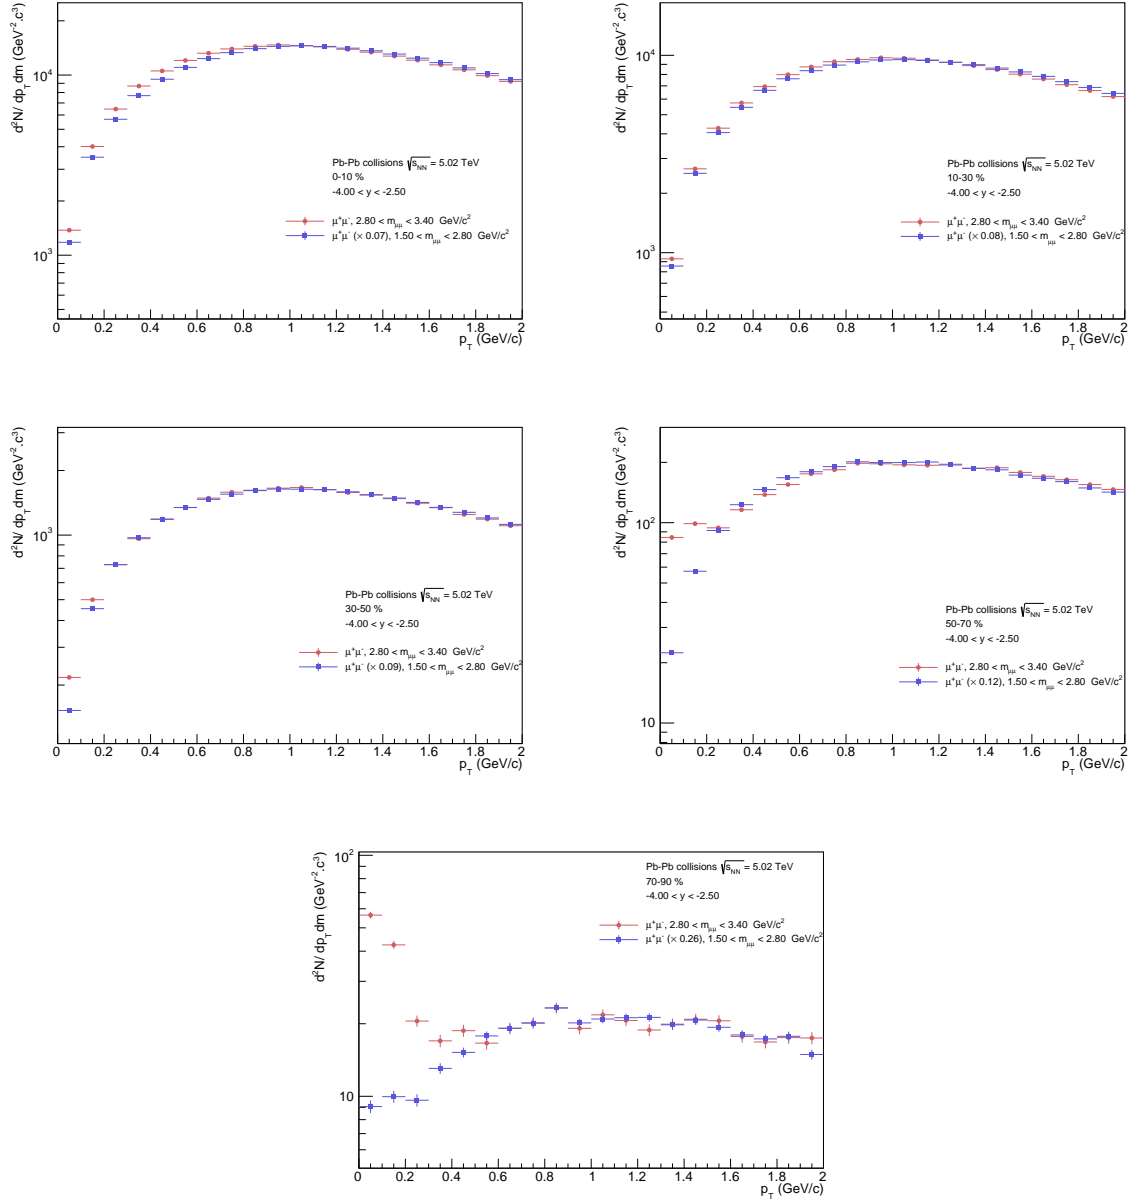 d²N/ dp_T dm (GeV⁻².c³)
10⁴
10³
Pb-Pb collisions √s_NN = 5.02 TeV
0-10 %
-4.00 < y < -2.50
μ⁺μ⁻, 2.80 < m_μμ < 3.40 GeV/c²
μ⁺μ⁻ (× 0.07), 1.50 < m_μμ < 2.80 GeV/c²
0 0.2 0.4 0.6 0.8 1 1.2 1.4 1.6 1.8 2
p_T (GeV/c)
d²N/ dp_T dm (GeV⁻².c³)
10⁴
10³
Pb-Pb collisions √s_NN = 5.02 TeV
10-30 %
-4.00 < y < -2.50
μ⁺μ⁻, 2.80 < m_μμ < 3.40 GeV/c²
μ⁺μ⁻ (× 0.08), 1.50 < m_μμ < 2.80 GeV/c²
0 0.2 0.4 0.6 0.8 1 1.2 1.4 1.6 1.8 2
p_T (GeV/c)
d²N/ dp_T dm (GeV⁻².c³)
10³
Pb-Pb collisions √s_NN = 5.02 TeV
30-50 %
-4.00 < y < -2.50
μ⁺μ⁻, 2.80 < m_μμ < 3.40 GeV/c²
μ⁺μ⁻ (× 0.09), 1.50 < m_μμ < 2.80 GeV/c²
0 0.2 0.4 0.6 0.8 1 1.2 1.4 1.6 1.8 2
p_T (GeV/c)
d²N/ dp_T dm (GeV⁻².c³)
10²
10
Pb-Pb collisions √s_NN = 5.02 TeV
50-70 %
-4.00 < y < -2.50
μ⁺μ⁻, 2.80 < m_μμ < 3.40 GeV/c²
μ⁺μ⁻ (× 0.12), 1.50 < m_μμ < 2.80 GeV/c²
0 0.2 0.4 0.6 0.8 1 1.2 1.4 1.6 1.8 2
p_T (GeV/c)
d²N/ dp_T dm (GeV⁻².c³)
10²
10
Pb-Pb collisions √s_NN = 5.02 TeV
70-90 %
-4.00 < y < -2.50
μ⁺μ⁻, 2.80 < m_μμ < 3.40 GeV/c²
μ⁺μ⁻ (× 0.26), 1.50 < m_μμ < 2.80 GeV/c²
0 0.2 0.4 0.6 0.8 1 1.2 1.4 1.6 1.8 2
p_T (GeV/c)